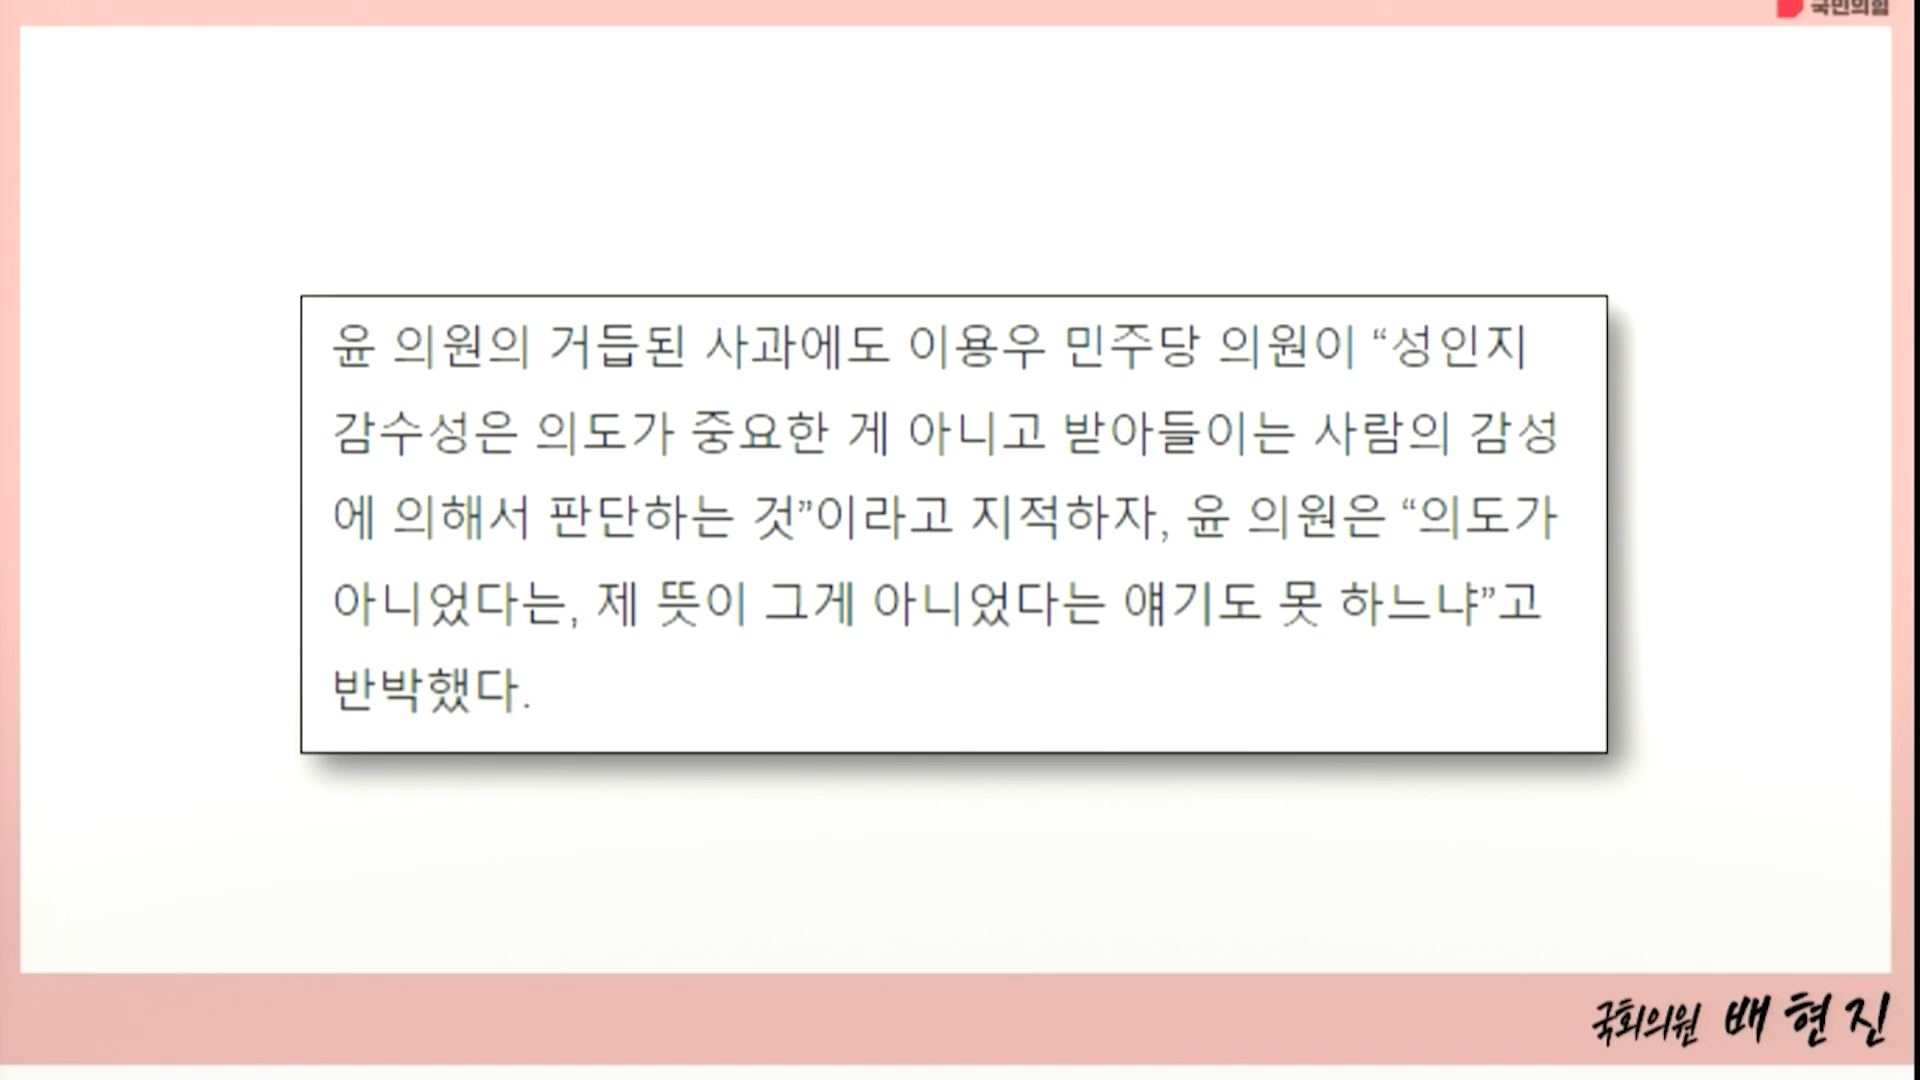 국민의힘
윤 의원의 거듭된 사과에도 이용우 민주당 의원이 “성인지
감수성은 의도가 중요한 게 아니고 받아들이는 사람의 감성
에 의해서 판단하는 것”이라고 지적하자, 윤 의원은 “의도가
아니었다는, 제 뜻이 그게 아니었다는 얘기도 못 하느냐”고
반박했다.
국회의원 배현진